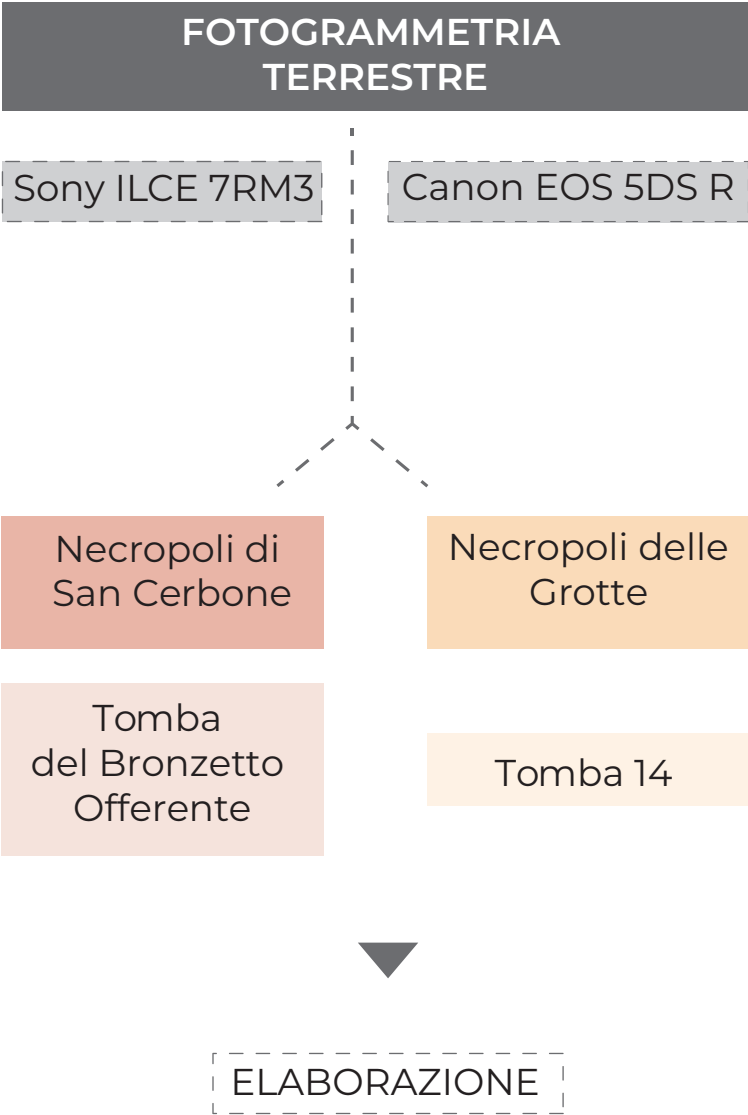 FOTOGRAMMETRIA
TERRESTRE
Sony ILCE 7RM3
Canon EOS 5DS R
Necropoli di
San Cerbone
Necropoli delle
Grotte
Tomba
del Bronzetto
Offerente
Tomba 14
ELABORAZIONE